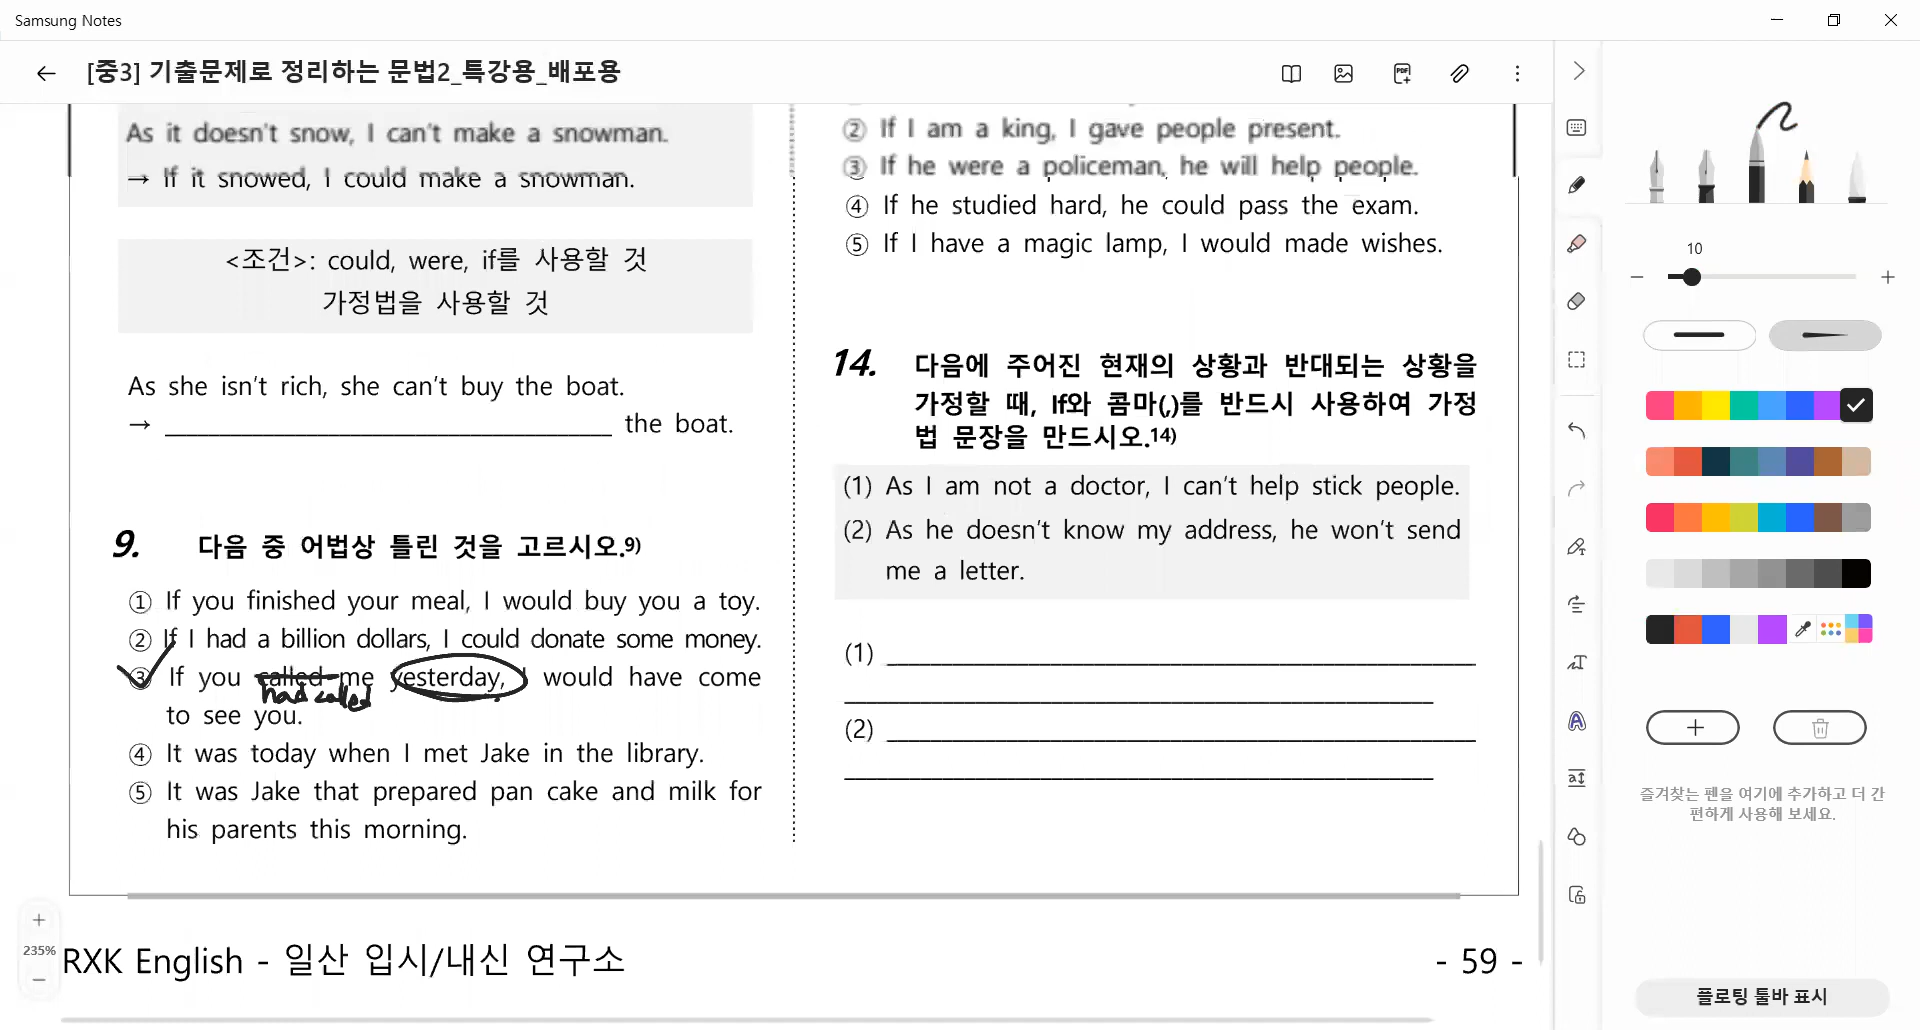 Samsung Notes
[중3] 기출문제로 정리하는 문법2_특강용_배포용
As it doesn't snow, I can't make a snowman.
→ If it snowed, I could make a snowman.
<조건>: could, were, if를 사용할 것
가정법을 사용할 것
As she isn't rich, she can't buy the boat.
→ ________________ the boat.
9. 다음 중 어법상 틀린 것을 고르시오.9)
① If you finished your meal, I would buy you a toy.
② If I had a billion dollars, I could donate some money.
③ If you called me yesterday, I would have come
had called
to see you.
④ It was today when I met Jake in the library.
⑤ It was Jake that prepared pan cake and milk for
his parents this morning.
② If I am a king, I gave people present.
③ If he were a policeman, he will help people.
④ If he studied hard, he could pass the exam.
⑤ If I have a magic lamp, I would made wishes.
14. 다음에 주어진 현재의 상황과 반대되는 상황을
가정할 때, If와 콤마(,)를 반드시 사용하여 가정
법 문장을 만드시오.14)
(1) As I am not a doctor, I can't help stick people.
(2) As he doesn't know my address, he won't send
me a letter.
(1) ________________
(2) ________________
RXK English - 일산 입시/내신 연구소
- 59 -
235%
10
즐겨찾는 펜을 여기에 추가하고 더 간
편하게 사용해 보세요.
플로팅 툴바 표시